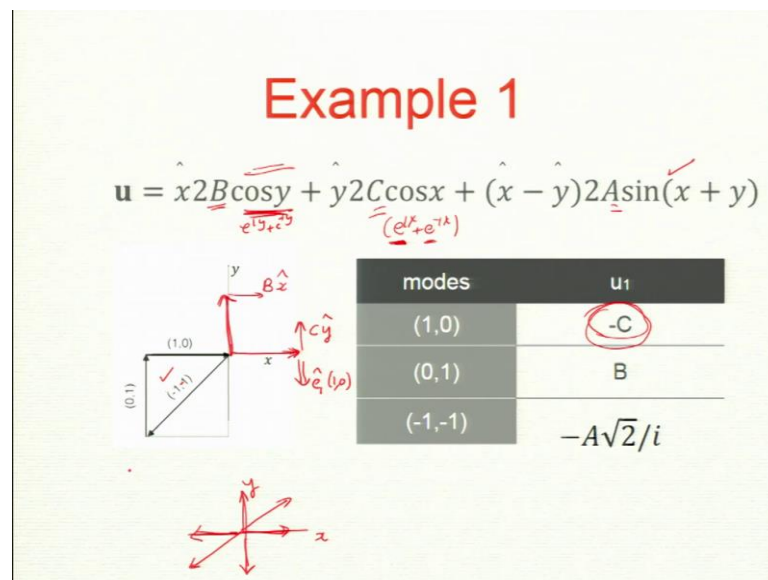 Example 1
u = x̂2Bcosy + ŷ2Ccosx + (x̂ − ŷ)2Asin(x + y)
e^{iy}+e^{-iy}
(e^{ix}+e^{-ix})
y
Bx̂
(1,0)
Cŷ
x
ê₁(1,0)
(0,1)
(-1,-1)
modes u₁
(1,0) -C
(0,1) B
(-1,-1) −A√2/i
y
x